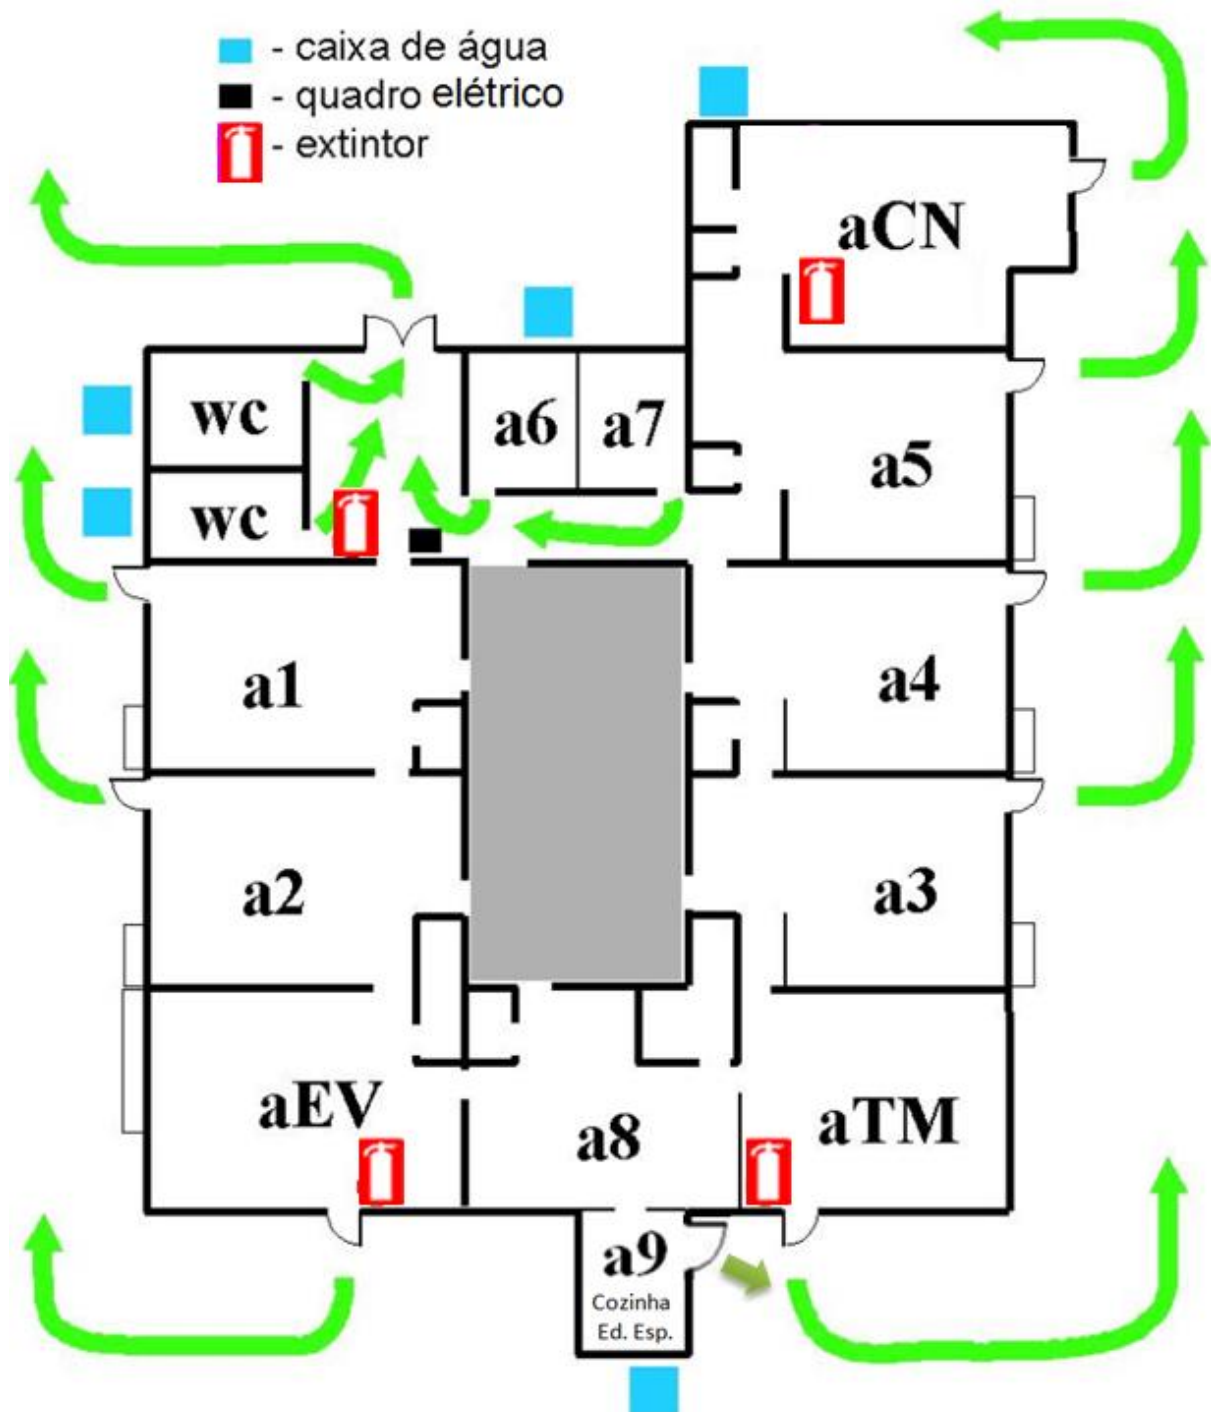 - caixa de água
- quadro elétrico
- extintor
aCN
wc
a6
a7
a5
wc
a1
a4
a2
a3
aEV
a8
aTM
a9
Cozinha
Ed. Esp.